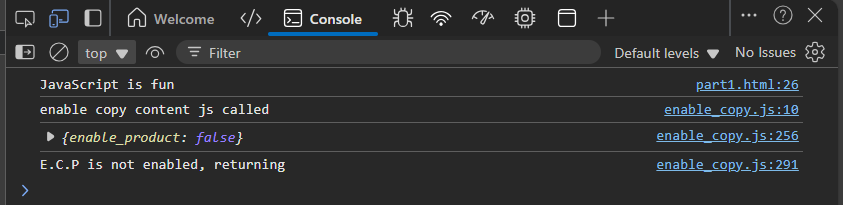 Welcome Console
top Filter Default levels No Issues
JavaScript is fun part1.html:26
enable copy content js called enable_copy.js:10
{enable_product: false} enable_copy.js:256
E.C.P is not enabled, returning enable_copy.js:291